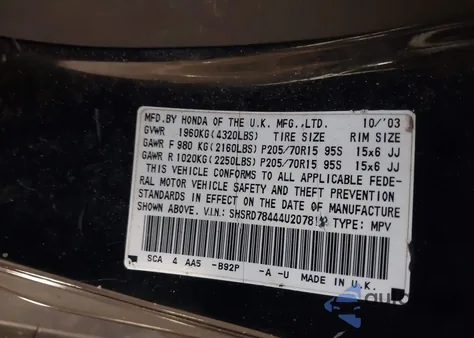 MFD.BY HONDA OF THE U.K. MFG.,LTD. 10/'03
GVWR 1960KG(4320LBS) TIRE SIZE RIM SIZE
GAWR F 980 KG(2160LBS) P205/70R15 95S 15x6 JJ
GAWR R 1020KG(2250LBS) P205/70R15 95S 15x6 JJ
THIS VEHICLE CONFORMS TO ALL APPLICABLE FEDE-
RAL MOTOR VEHICLE SAFETY AND THEFT PREVENTION
STANDARDS IN EFFECT ON THE DATE OF MANUFACTURE
SHOWN ABOVE. V.I.N: TYPE: MPV
SCA 4 AA5 -B92P -A -U MADE IN U.K.